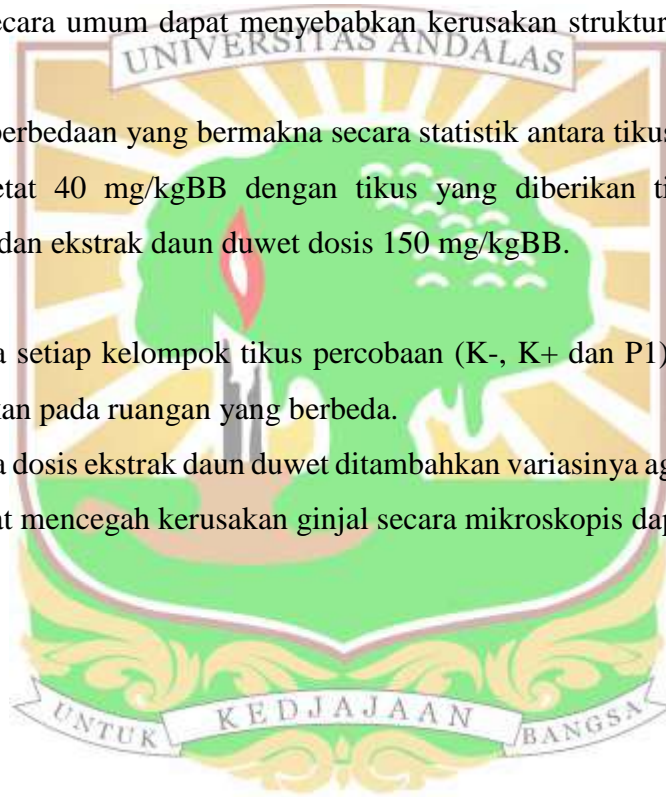 ecara umum dapat menyebabkan kerusakan struktur
UNIVERSITAS ANDALAS
perbedaan yang bermakna secara statistik antara tikus
etat 40 mg/kgBB dengan tikus yang diberikan ti
dan ekstrak daun duwet dosis 150 mg/kgBB.
a setiap kelompok tikus percobaan (K-, K+ dan P1)
kan pada ruangan yang berbeda.
a dosis ekstrak daun duwet ditambahkan variasinya ag
at mencegah kerusakan ginjal secara mikroskopis dap
UNTUK KEDJAJAAN BANGSA